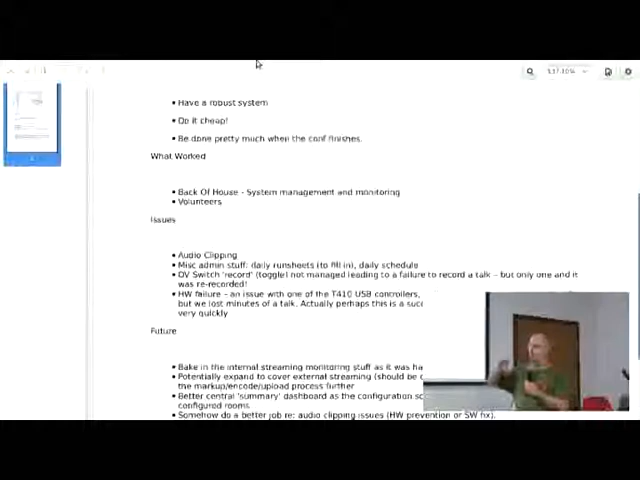 • Have a robust system
• Do it cheap!
• Be done pretty much when the conf finishes.
What Worked
• Back Of House - System management and monitoring
• Volunteers
Issues
• Audio Clipping
• Misc admin stuff: daily runsheets (to fill in), daily schedule
• DV Switch 'record' (toggle) not managed leading to a failure to record a talk – but only one and it
was re-recorded!
• HW failure – an issue with one of the T410 USB controllers,
but we lost minutes of a talk. Actually perhaps this is a
very quickly
Future
• Bake in the internal streaming monitoring stuff as it was
• Potentially expand to cover external streaming (should be
the markup/encode/upload process further
• Better central 'summary' dashboard as the configuration
configured rooms.
• Somehow do a better job re: audio clipping issues (HW prevention or SW fix).